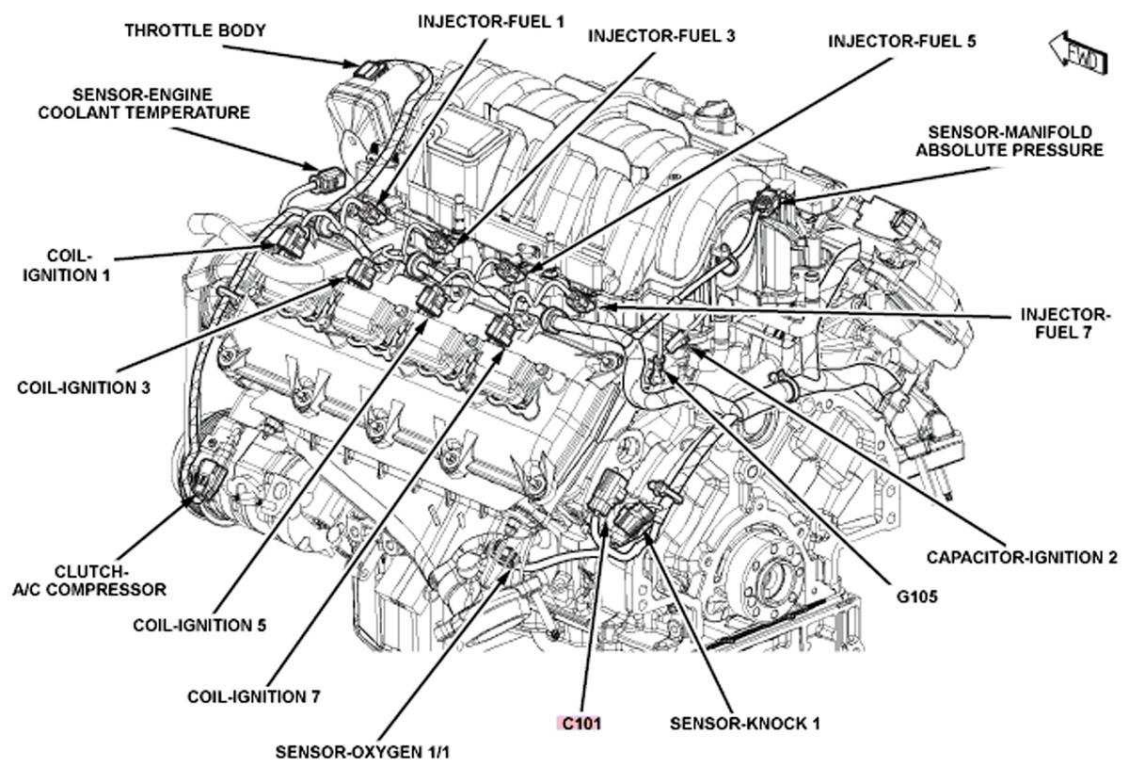 THROTTLE BODY
INJECTOR-FUEL 1
INJECTOR-FUEL 3
INJECTOR-FUEL 5
FWD
SENSOR-ENGINE
COOLANT TEMPERATURE
SENSOR-MANIFOLD
ABSOLUTE PRESSURE
COIL-
IGNITION 1
INJECTOR-
FUEL 7
COIL-IGNITION 3
CAPACITOR-IGNITION 2
CLUTCH-
A/C COMPRESSOR
G105
COIL-IGNITION 5
COIL-IGNITION 7
C101
SENSOR-KNOCK 1
SENSOR-OXYGEN 1/1